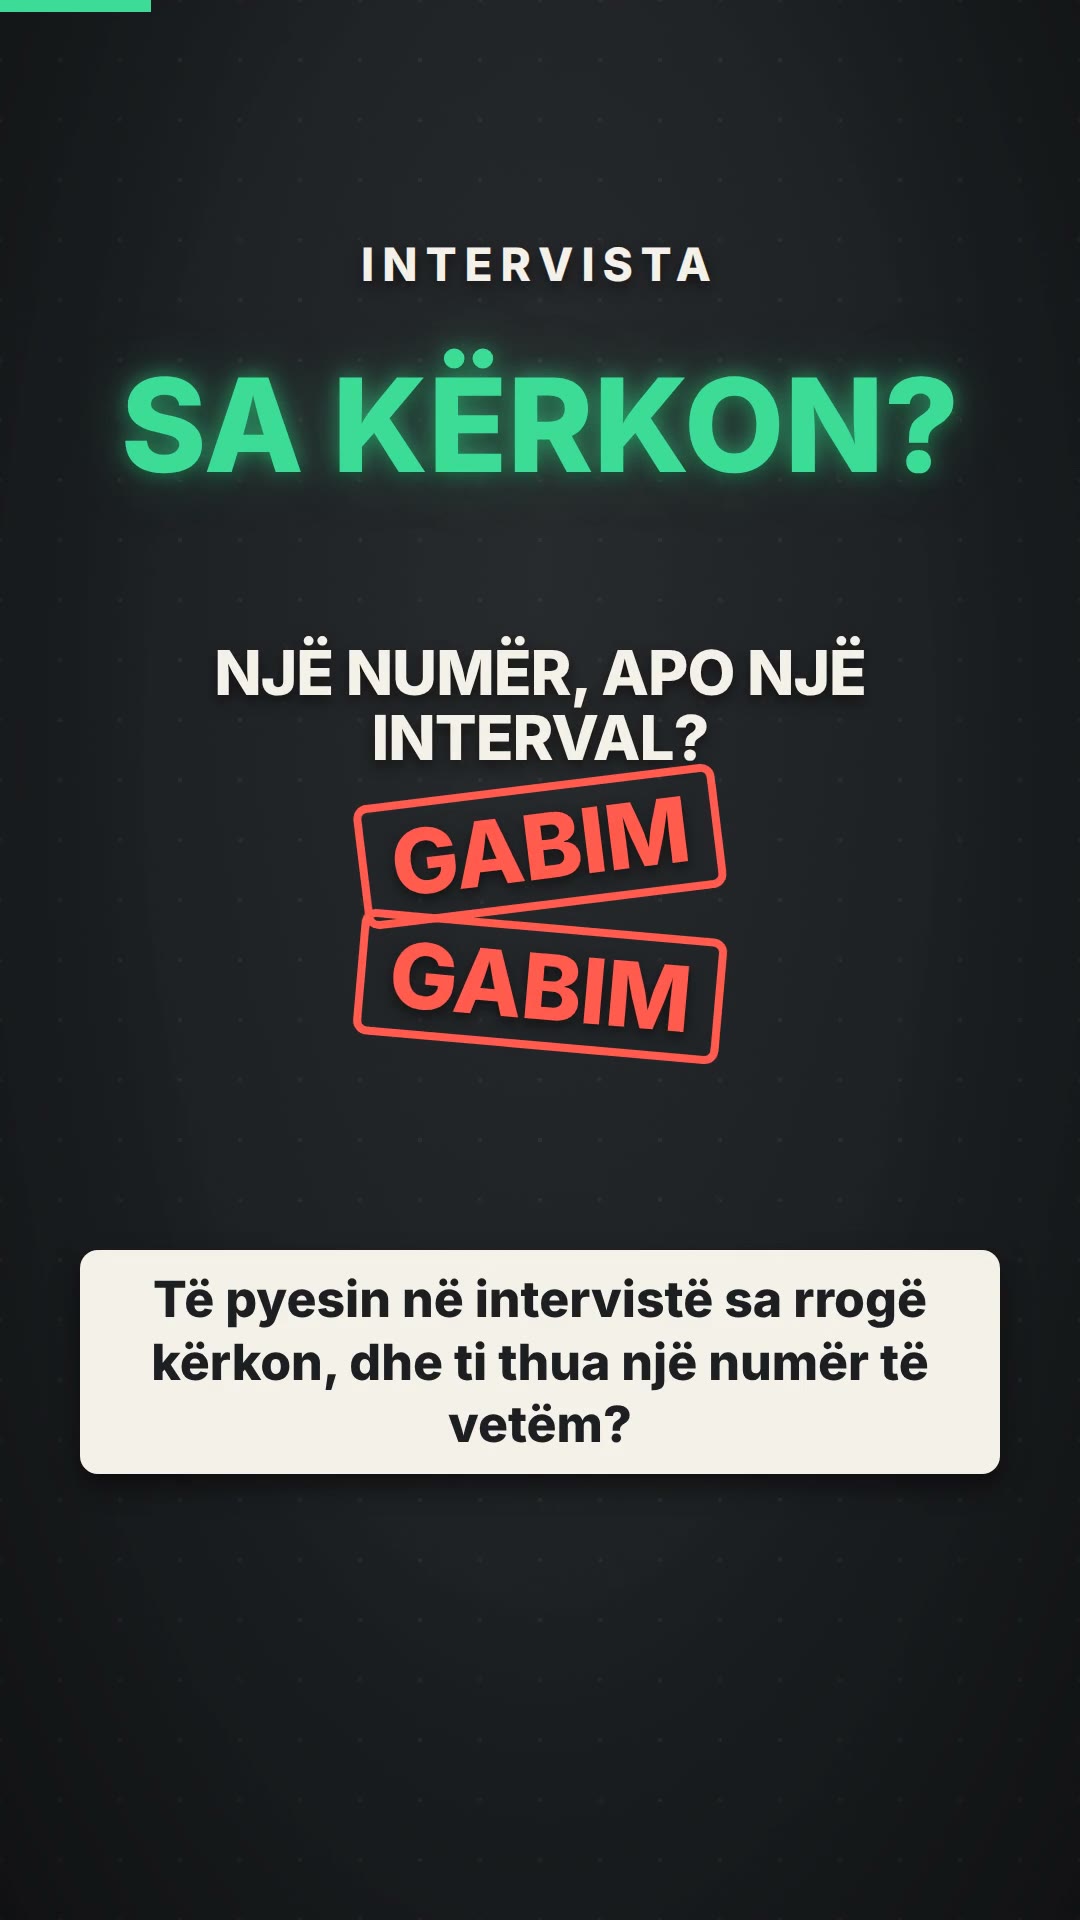 INTERVISTA
SA KËRKON?
NJË NUMËR, APO NJË
INTERVAL?
GABIM
GABIM
Të pyesin në intervistë sa rrogë
kërkon, dhe ti thua një numër të
vetëm?